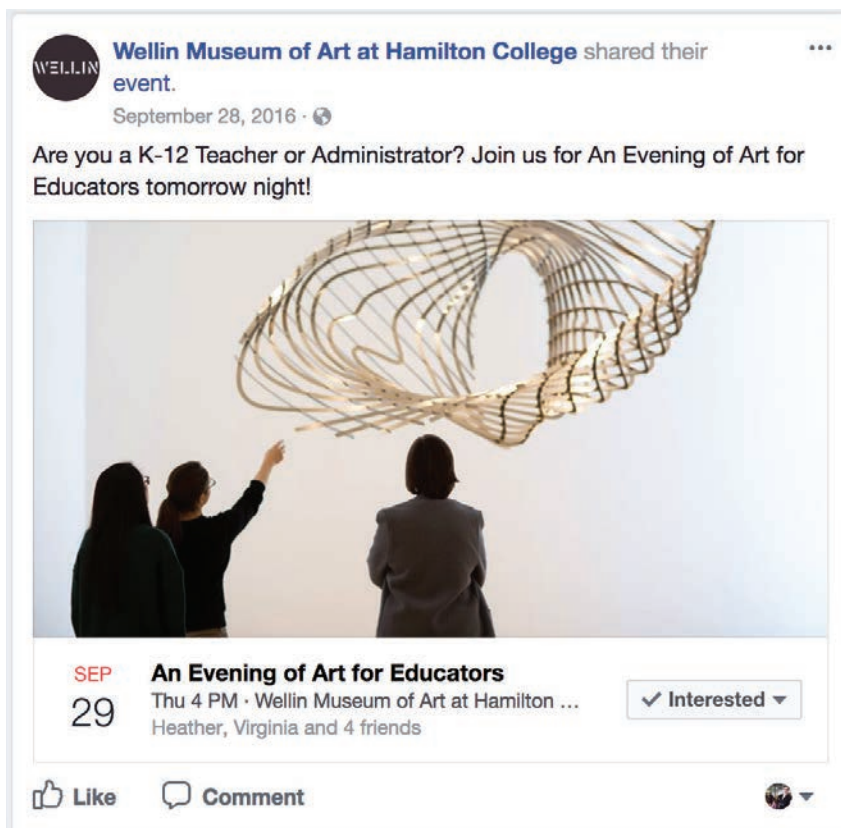 WELLIN
Wellin Museum of Art at Hamilton College shared their
event.
September 28, 2016 ·
Are you a K-12 Teacher or Administrator? Join us for An Evening of Art for
Educators tomorrow night!
SEP
29
An Evening of Art for Educators
Thu 4 PM · Wellin Museum of Art at Hamilton ...
Heather, Virginia and 4 friends
Interested
Like
Comment